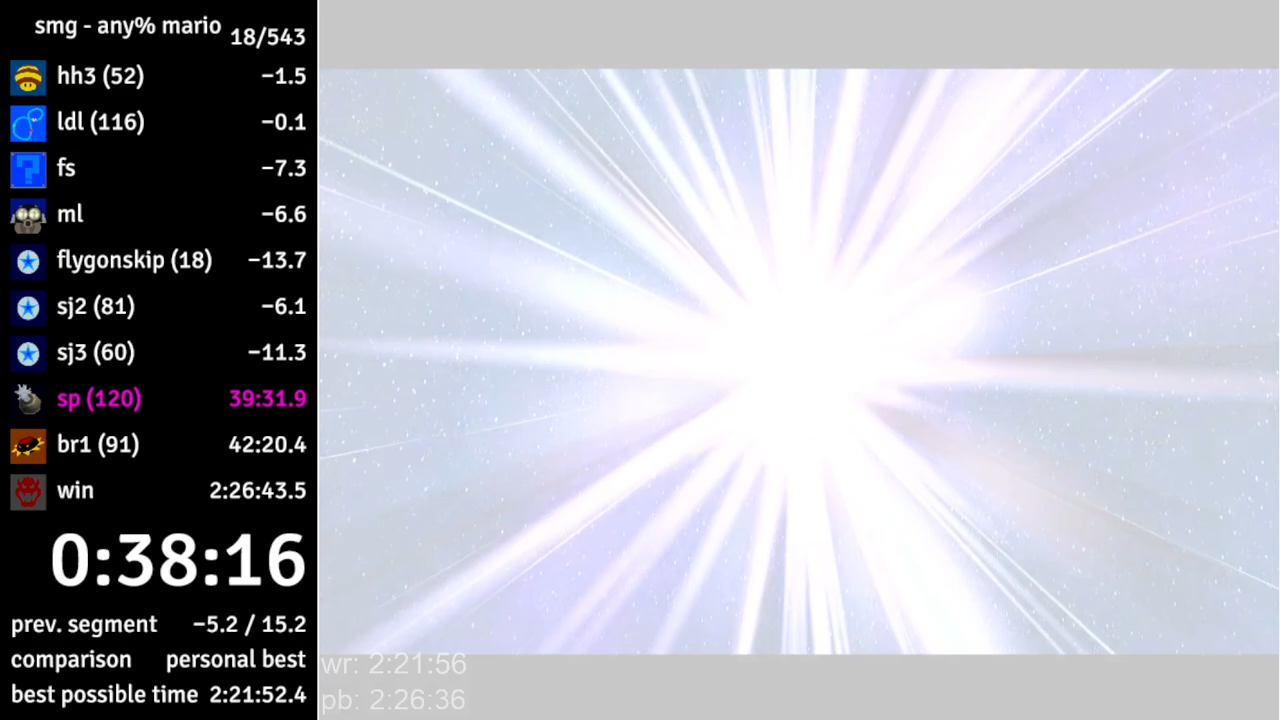 smg - any% mario 18/543
hh3 (52) −1.5
ldl (116) −0.1
fs −7.3
ml −6.6
flygonskip (18) −13.7
sj2 (81) −6.1
sj3 (60) −11.3
sp (120) 39:31.9
br1 (91) 42:20.4
win 2:26:43.5
0:38:16
prev. segment −5.2 / 15.2
comparison personal best
best possible time 2:21:52.4
wr: 2:21:56
pb: 2:26:36